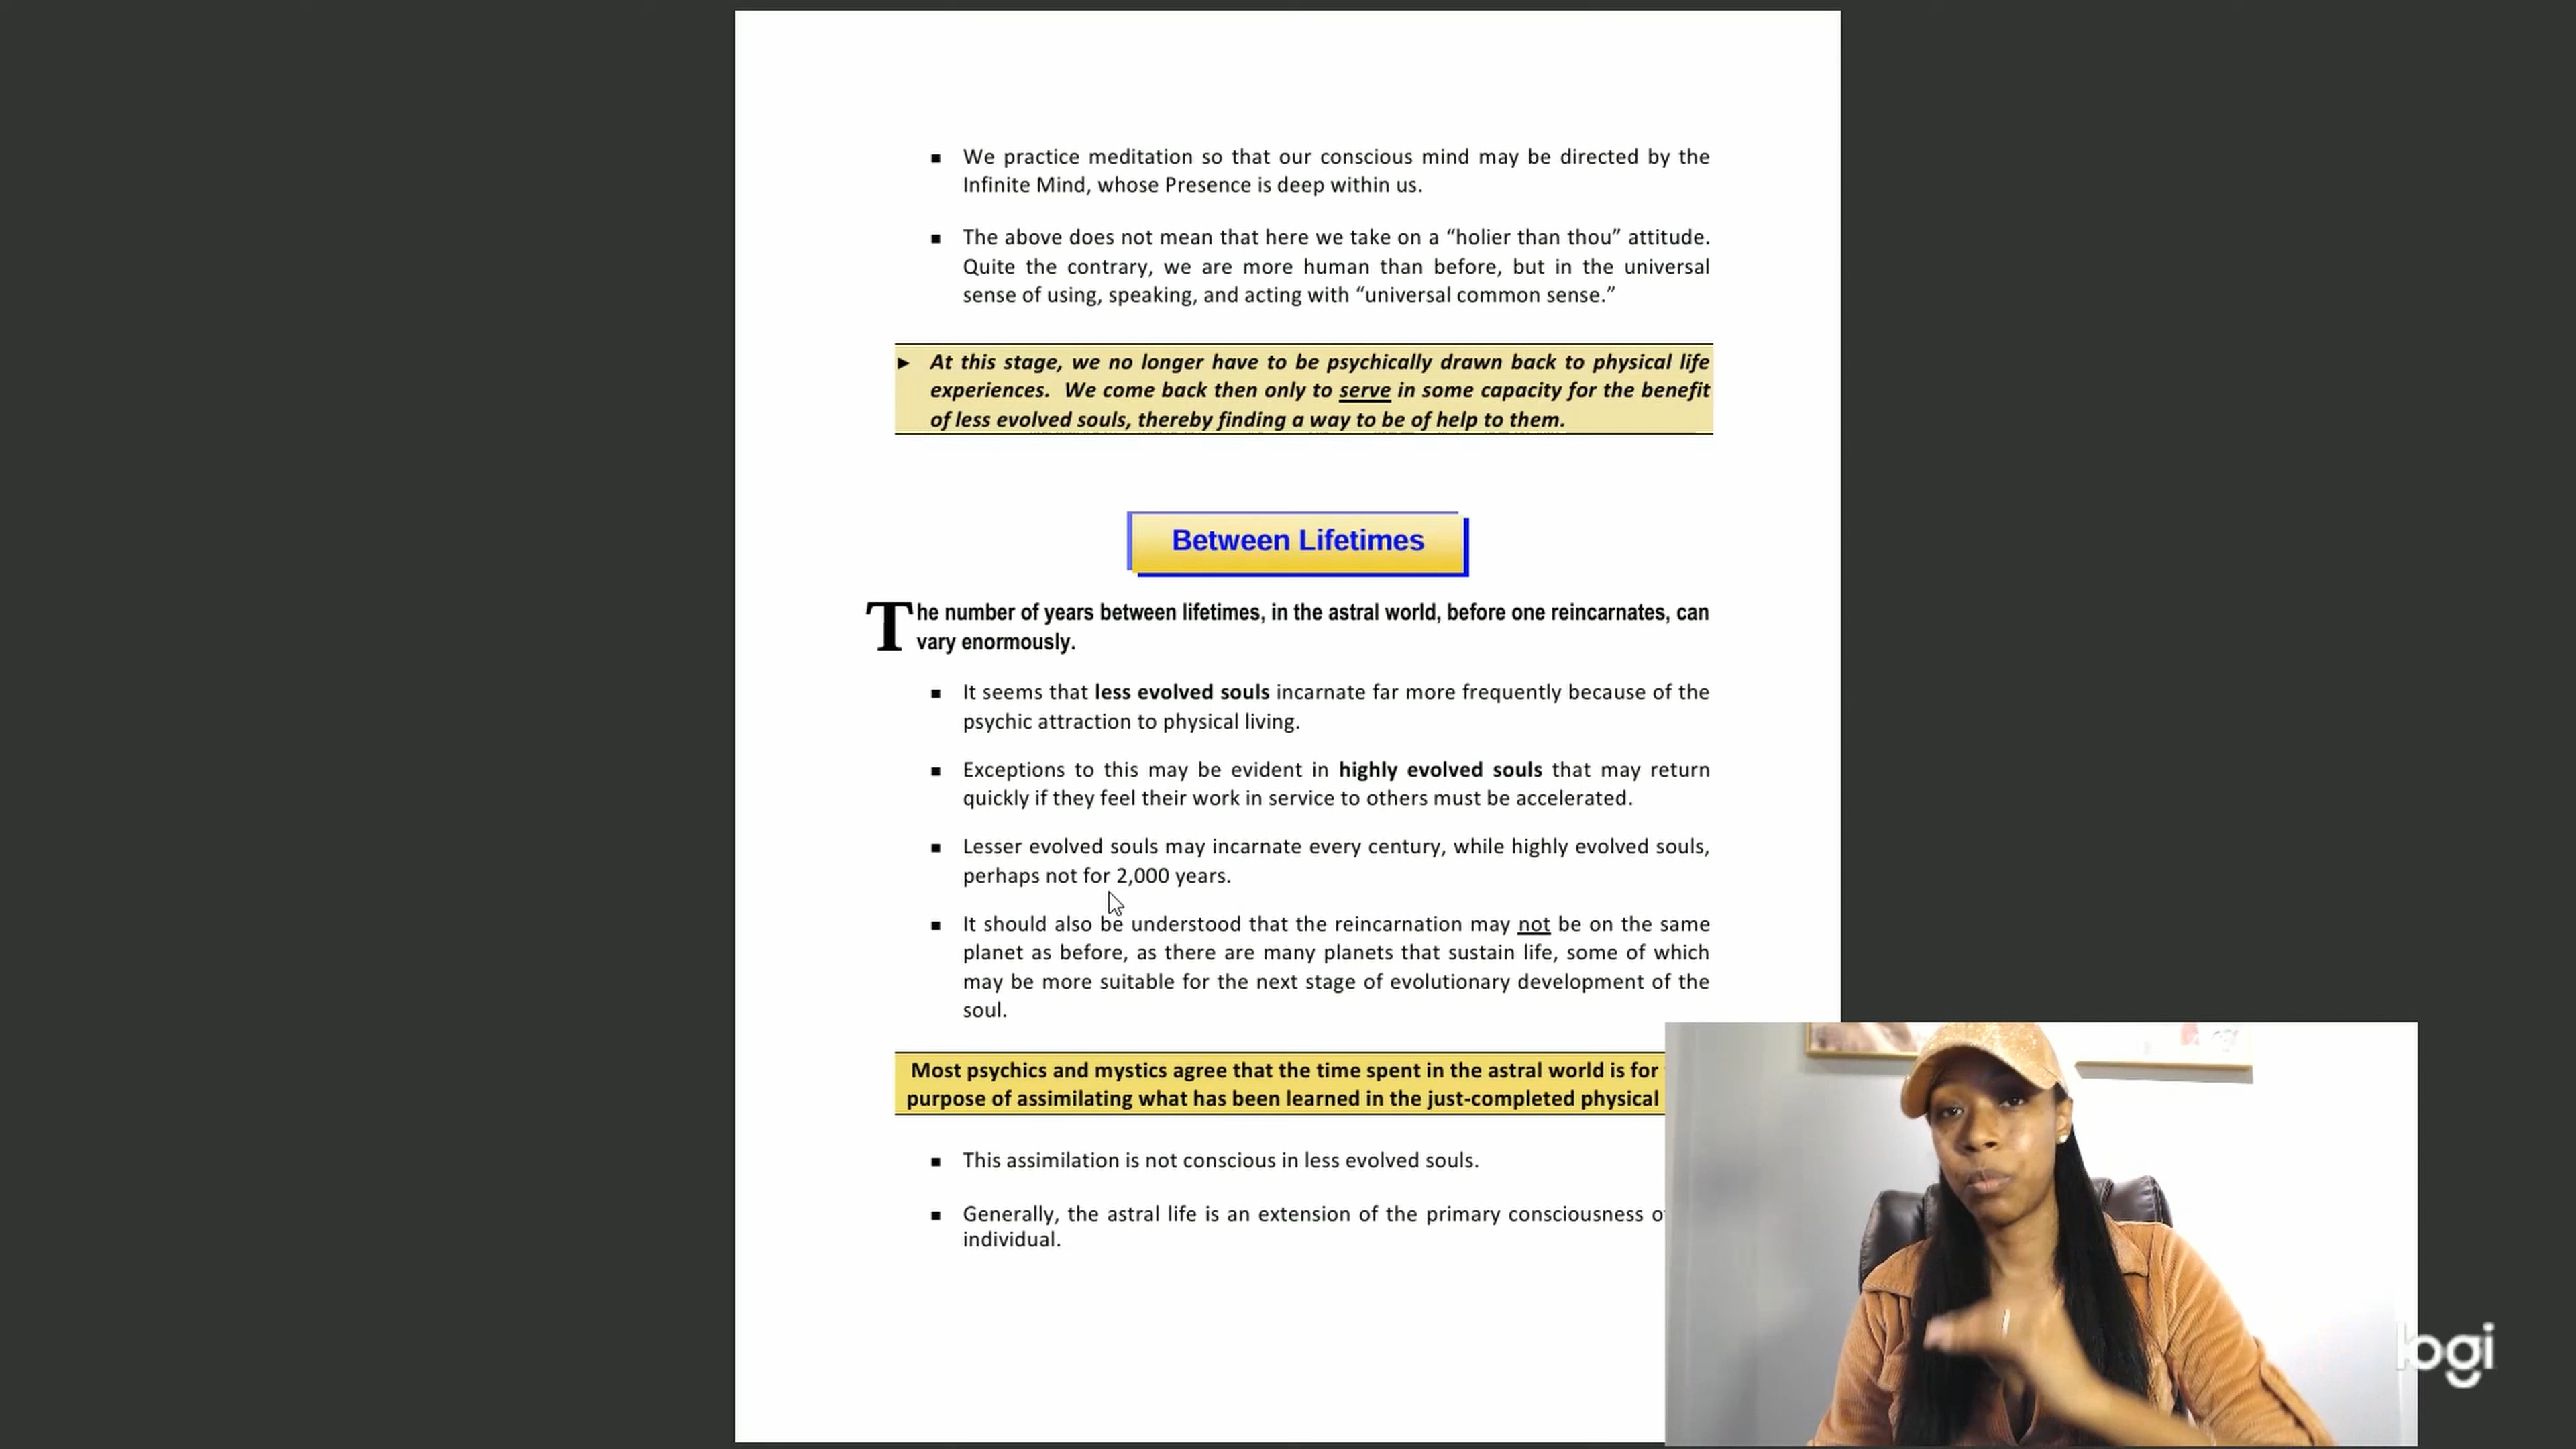 We practice meditation so that our conscious mind may be directed by the
Infinite Mind, whose Presence is deep within us.
The above does not mean that here we take on a “holier than thou” attitude.
Quite the contrary, we are more human than before, but in the universal
sense of using, speaking, and acting with “universal common sense.”
At this stage, we no longer have to be psychically drawn back to physical life
experiences. We come back then only to serve in some capacity for the benefit
of less evolved souls, thereby finding a way to be of help to them.
Between Lifetimes
The number of years between lifetimes, in the astral world, before one reincarnates, can
vary enormously.
It seems that less evolved souls incarnate far more frequently because of the
psychic attraction to physical living.
Exceptions to this may be evident in highly evolved souls that may return
quickly if they feel their work in service to others must be accelerated.
Lesser evolved souls may incarnate every century, while highly evolved souls,
perhaps not for 2,000 years.
It should also be understood that the reincarnation may not be on the same
planet as before, as there are many planets that sustain life, some of which
may be more suitable for the next stage of evolutionary development of the
soul.
Most psychics and mystics agree that the time spent in the astral world is for
purpose of assimilating what has been learned in the just-completed physical
This assimilation is not conscious in less evolved souls.
Generally, the astral life is an extension of the primary consciousness
individual.
logi